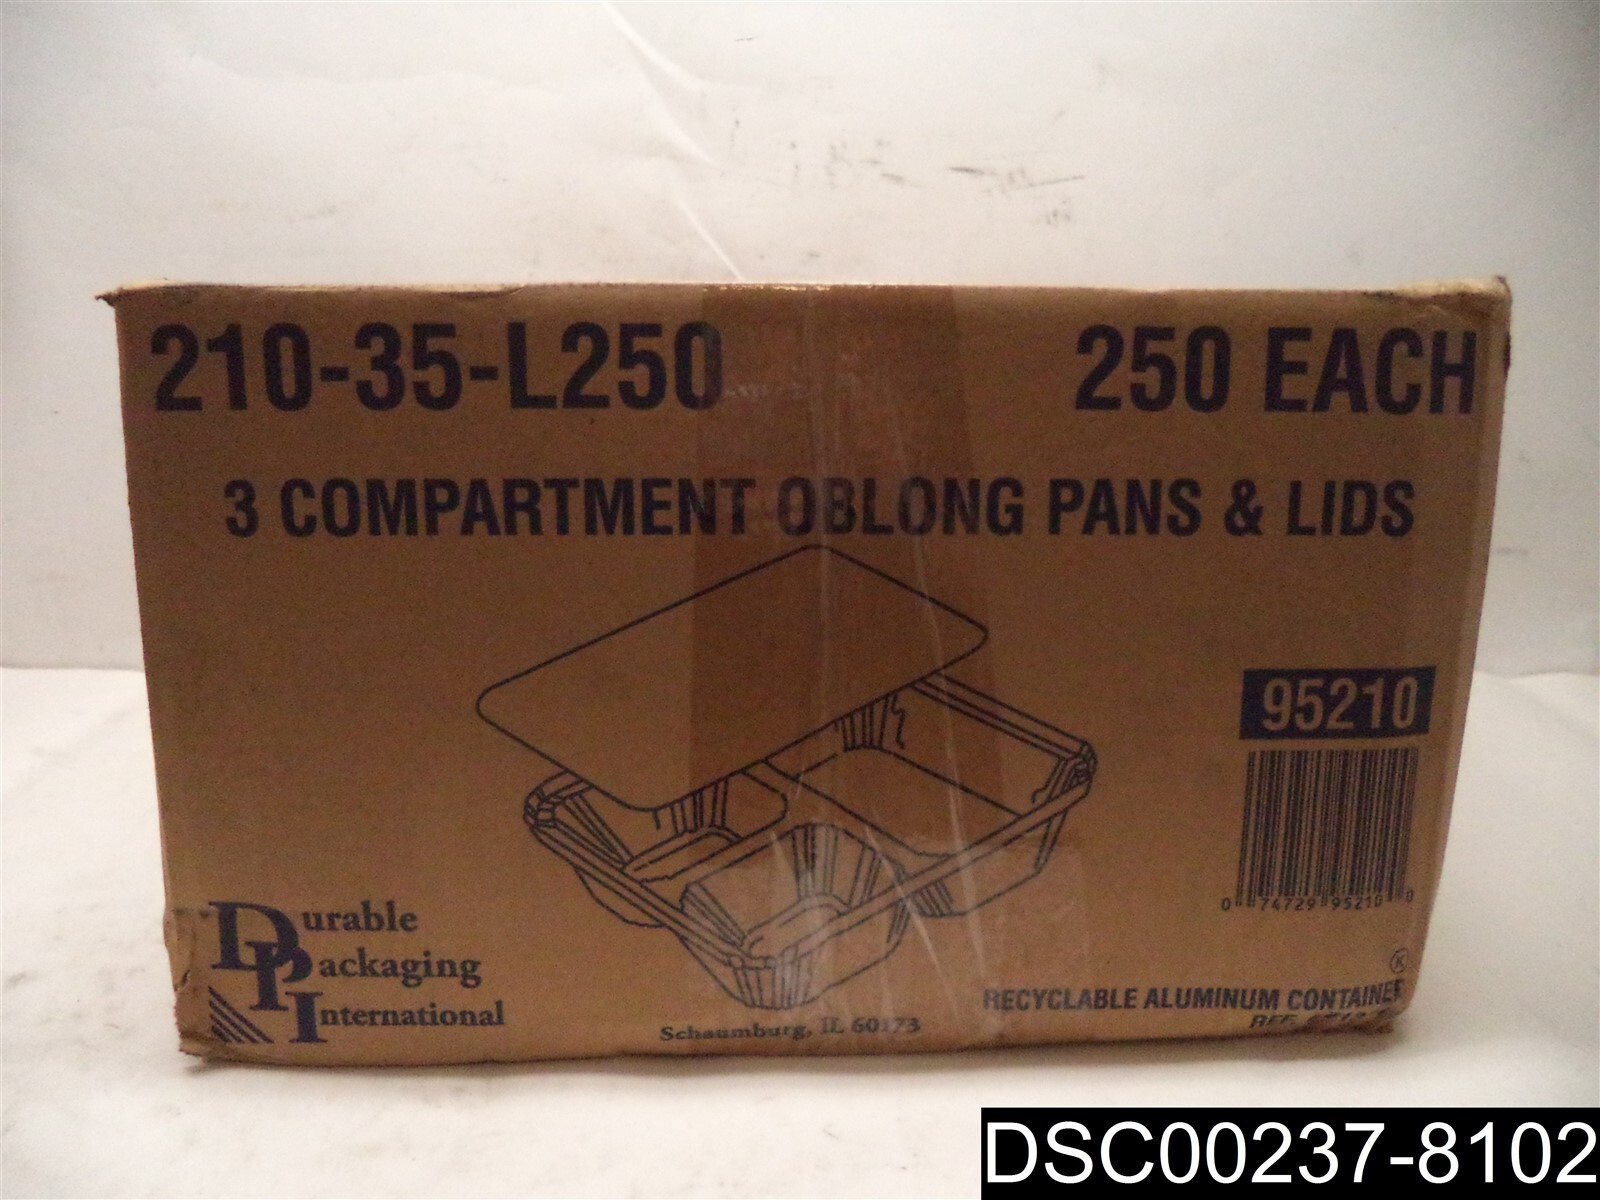 210-35-L250 250 EACH
3 COMPARTMENT OBLONG PANS & LIDS
95210
0 74729 95210 0
Durable
Packaging
International
K
RECYCLABLE ALUMINUM CONTAINER
Schaumburg, IL 60173
REF.
DSC00237-8102